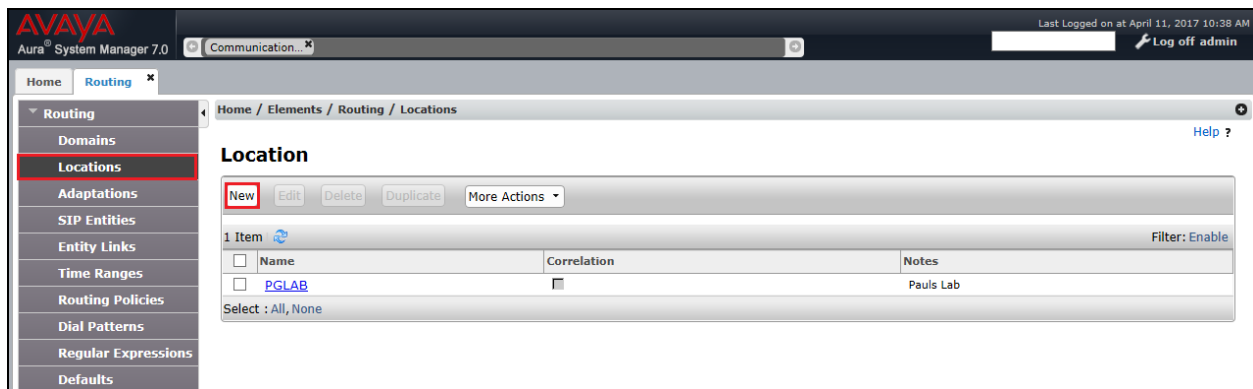 AVAYA
Last Logged on at April 11, 2017 10:38 AM
Aura® System Manager 7.0
Communication...
Log off admin
Home
Routing
Routing
Domains
Locations
Adaptations
SIP Entities
Entity Links
Time Ranges
Routing Policies
Dial Patterns
Regular Expressions
Defaults
Home / Elements / Routing / Locations
Help ?
Location
New Edit Delete Duplicate More Actions
1 Item
Filter: Enable
Name Correlation Notes
PGLAB Pauls Lab
Select : All, None